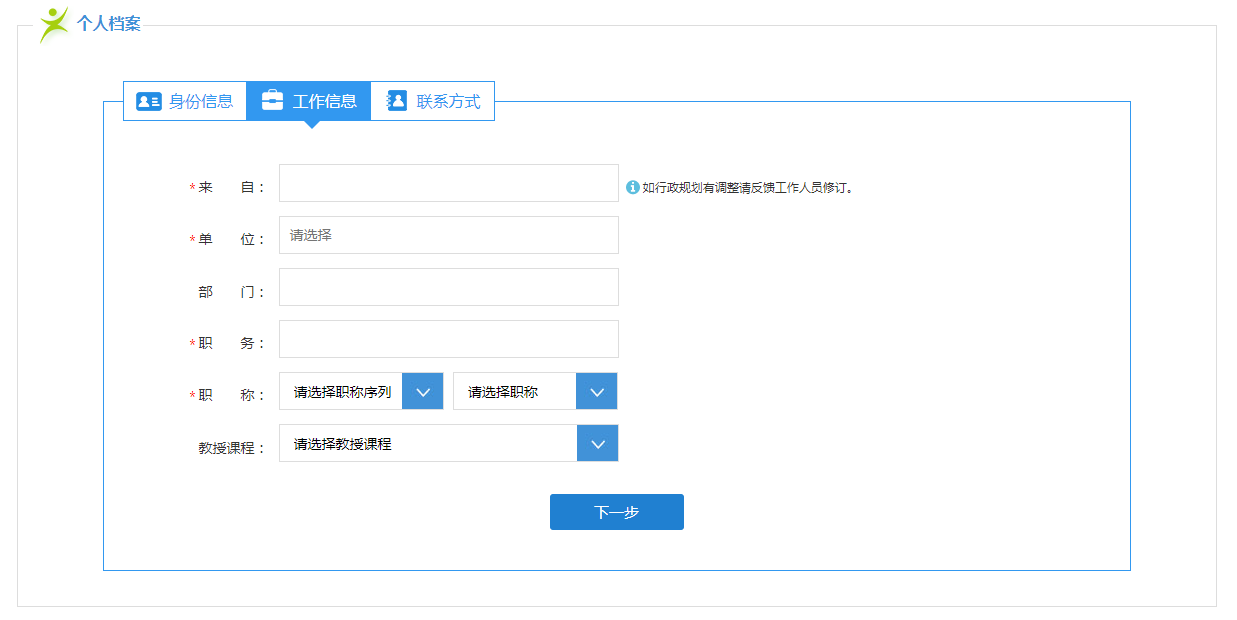 个人档案
身份信息 工作信息 联系方式
*来 自： 如行政规划有调整请反馈工作人员修订。
*单 位： 请选择
部 门：
*职 务：
*职 称： 请选择职称序列 请选择职称
教授课程： 请选择教授课程
下一步